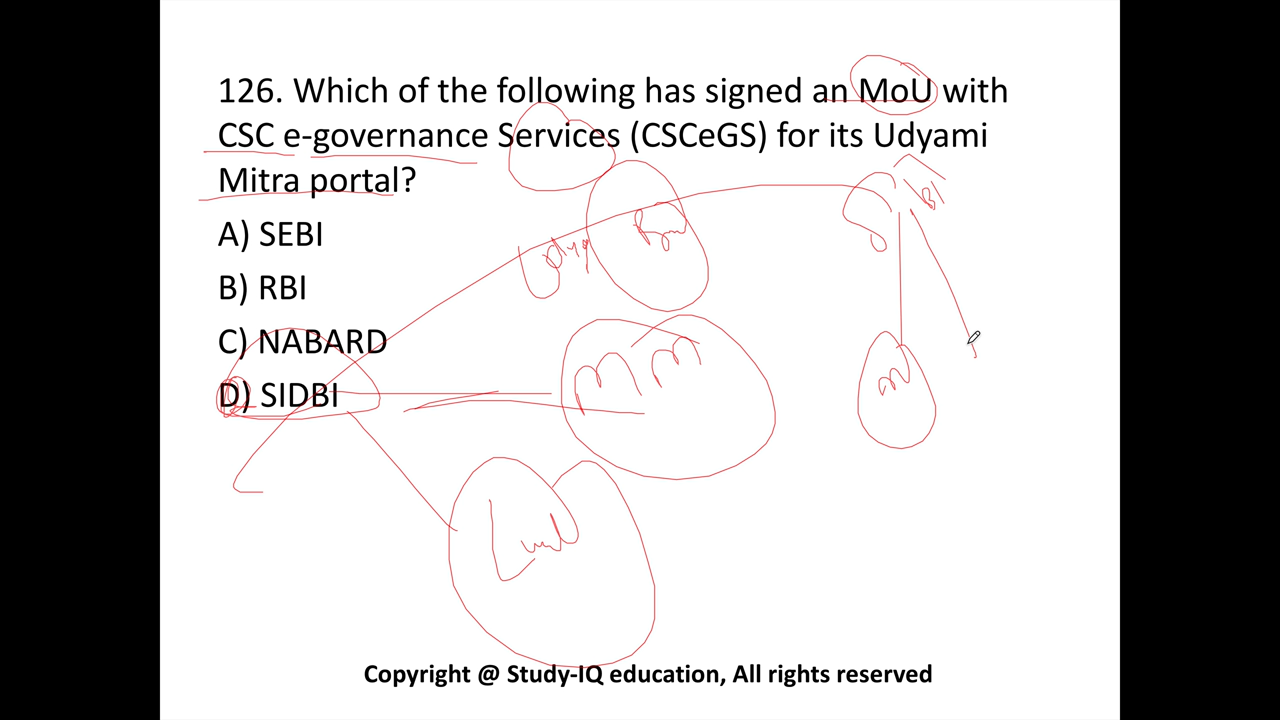 126. Which of the following has signed an MoU with
CSC e-governance Services (CSCeGS) for its Udyami
Mitra portal?
A) SEBI
B) RBI
C) NABARD
D) SIDBI
Copyright @ Study-IQ education, All rights reserved